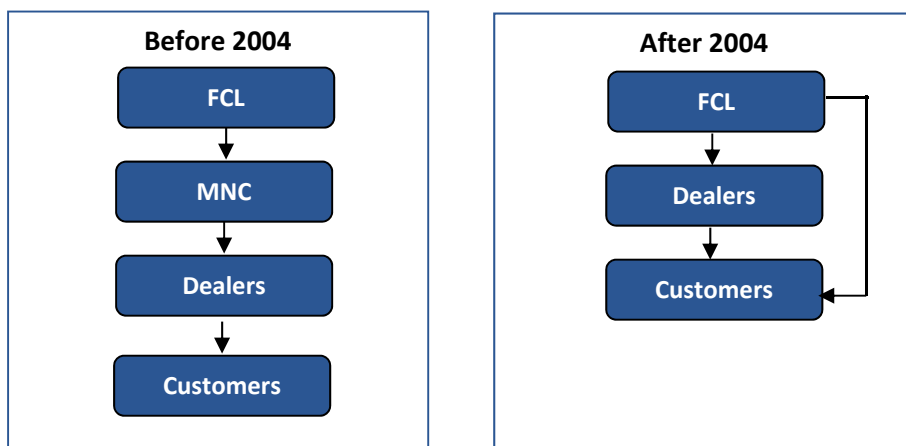 Before 2004
FCL
MNC
Dealers
Customers
After 2004
FCL
Dealers
Customers